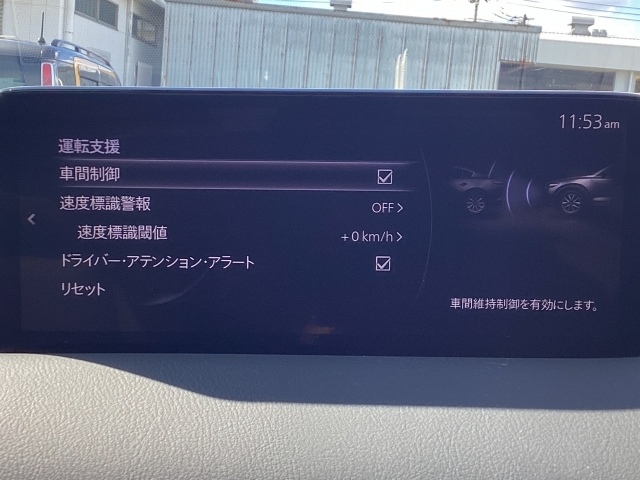 11:53 am
運転支援
車間制御
速度標識警報 OFF >
速度標識閾値 +0 km/h >
ドライバー・アテンション・アラート
リセット
車間維持制御を有効にします。